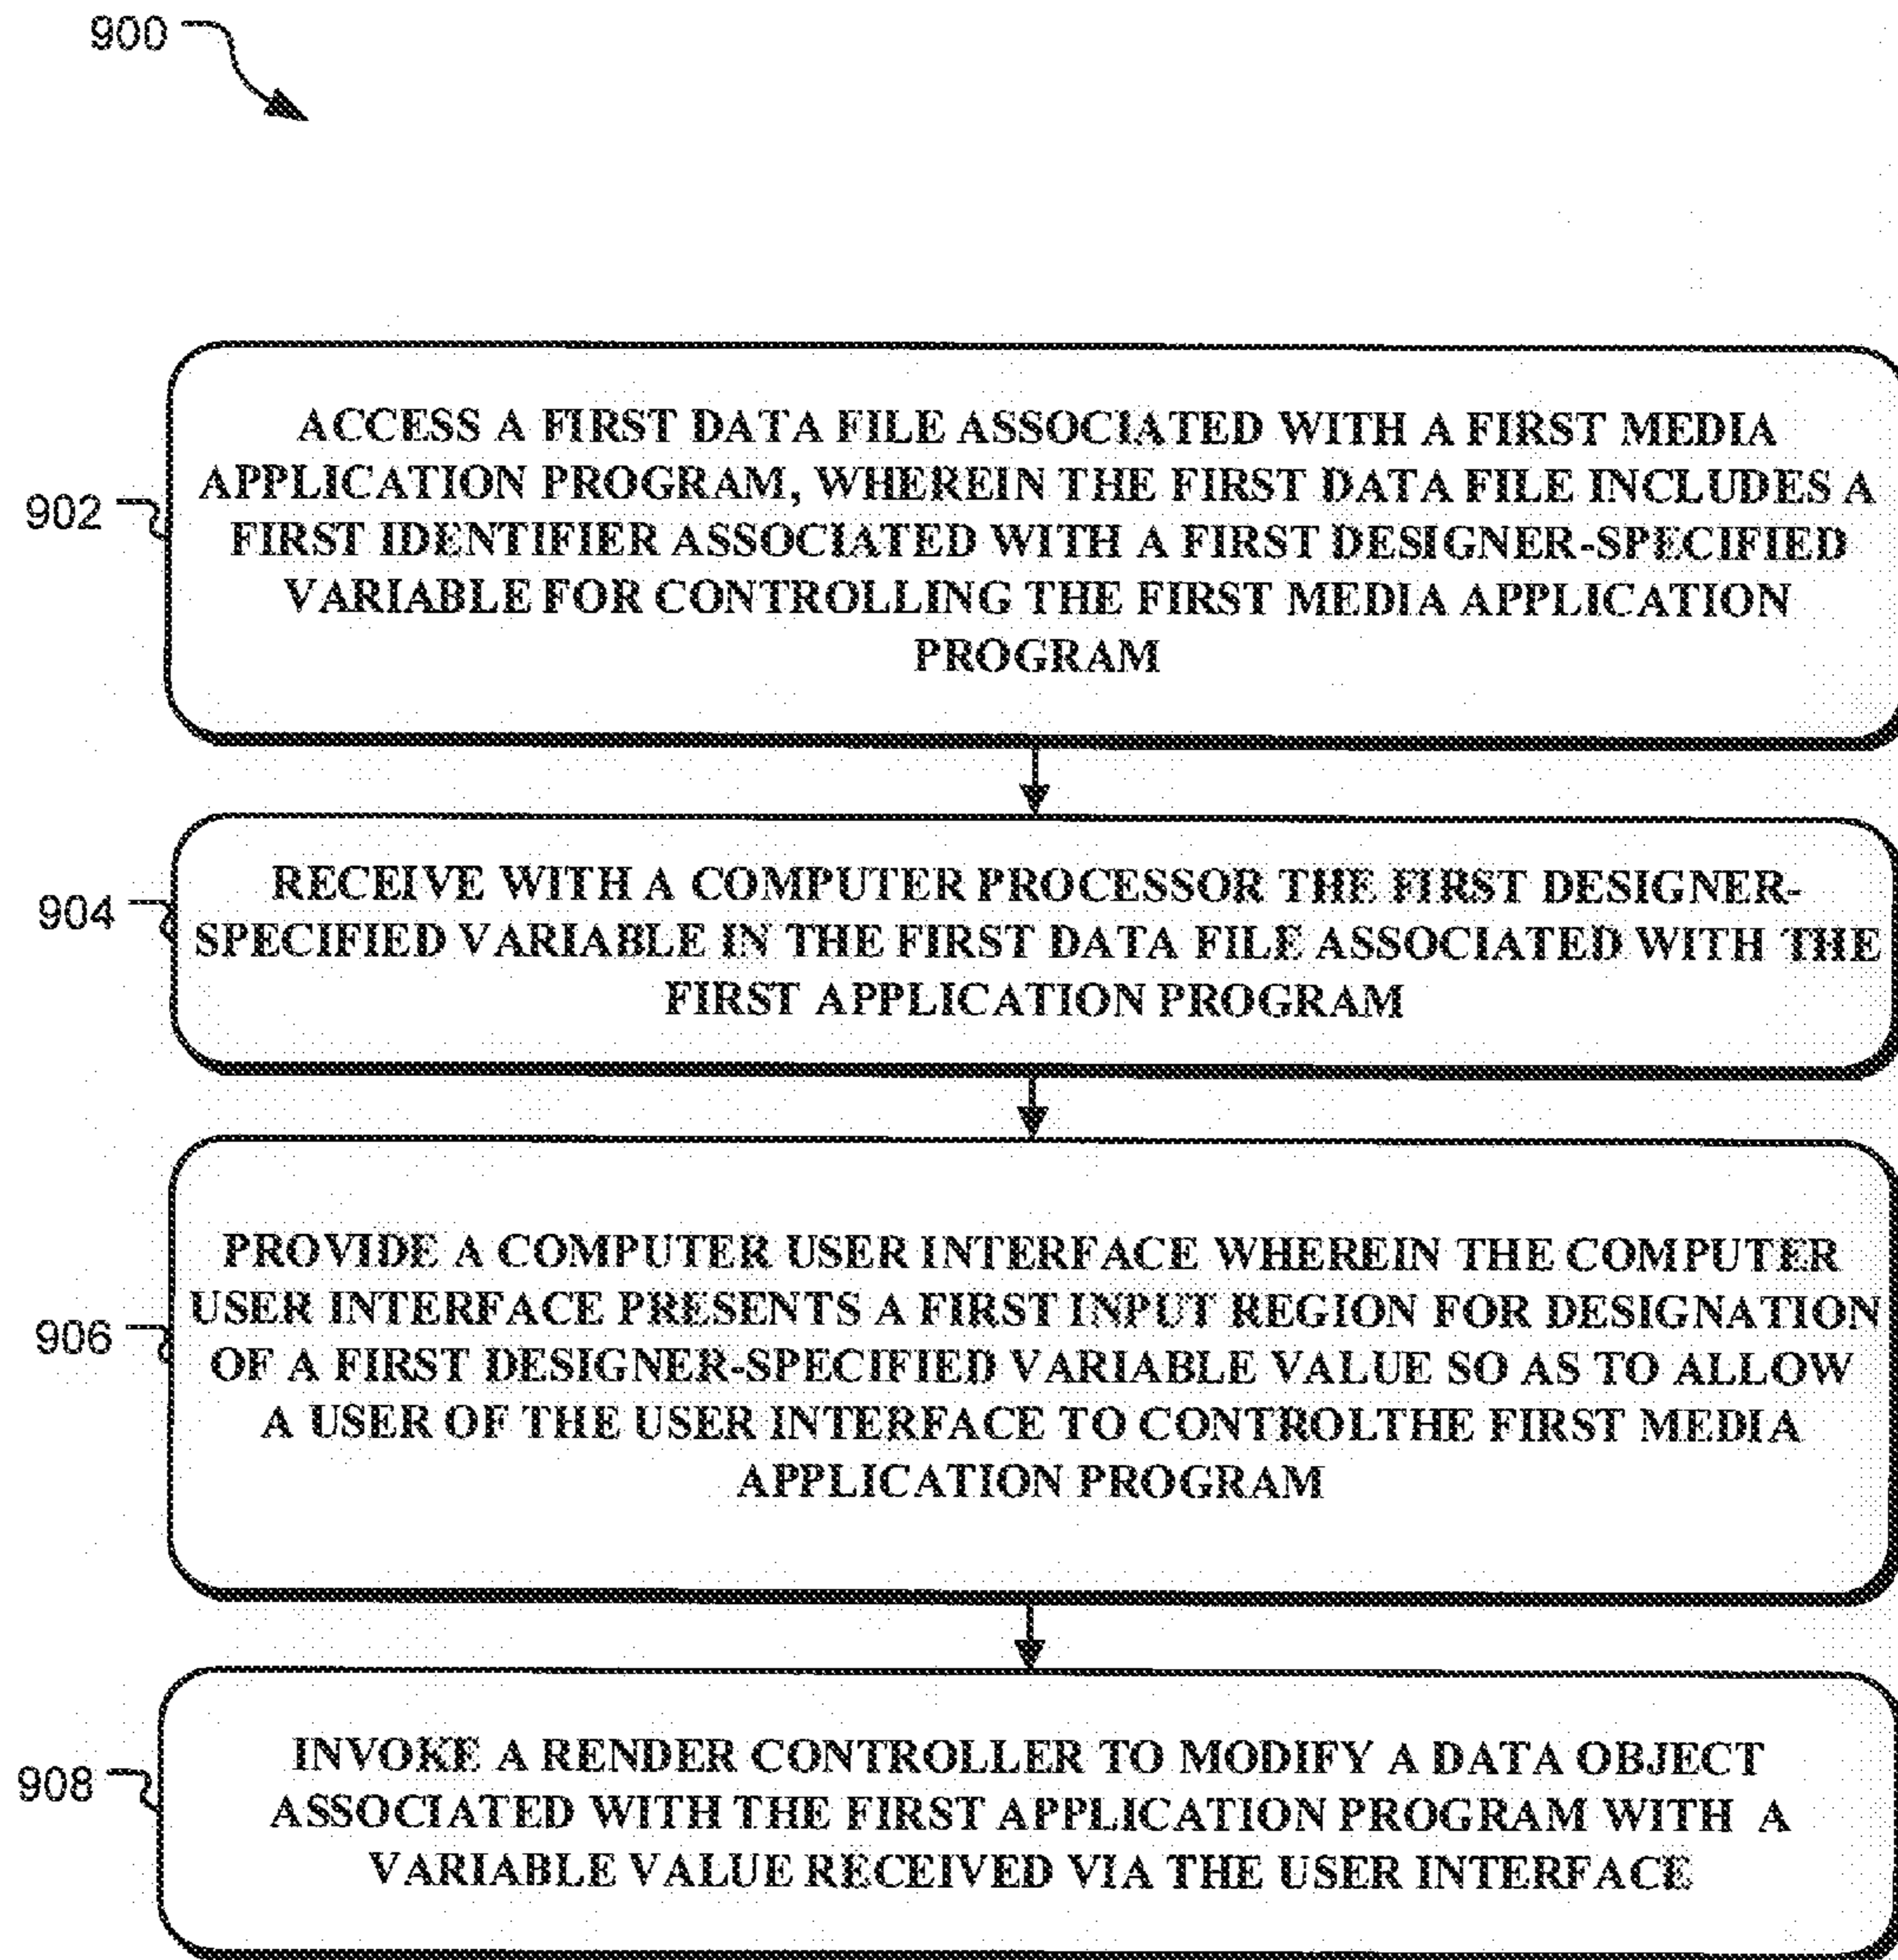 900
902
ACCESS A FIRST DATA FILE ASSOCIATED WITH A FIRST MEDIA
APPLICATION PROGRAM, WHEREIN THE FIRST DATA FILE INCLUDES A
FIRST IDENTIFIER ASSOCIATED WITH A FIRST DESIGNER-SPECIFIED
VARIABLE FOR CONTROLLING THE FIRST MEDIA APPLICATION
PROGRAM
904
RECEIVE WITH A COMPUTER PROCESSOR THE FIRST DESIGNER-
SPECIFIED VARIABLE IN THE FIRST DATA FILE ASSOCIATED WITH THE
FIRST APPLICATION PROGRAM
906
PROVIDE A COMPUTER USER INTERFACE WHEREIN THE COMPUTER
USER INTERFACE PRESENTS A FIRST INPUT REGION FOR DESIGNATION
OF A FIRST DESIGNER-SPECIFIED VARIABLE VALUE SO AS TO ALLOW
A USER OF THE USER INTERFACE TO CONTROLTHE FIRST MEDIA
APPLICATION PROGRAM
908
INVOKE A RENDER CONTROLLER TO MODIFY A DATA OBJECT
ASSOCIATED WITH THE FIRST APPLICATION PROGRAM WITH A
VARIABLE VALUE RECEIVED VIA THE USER INTERFACE